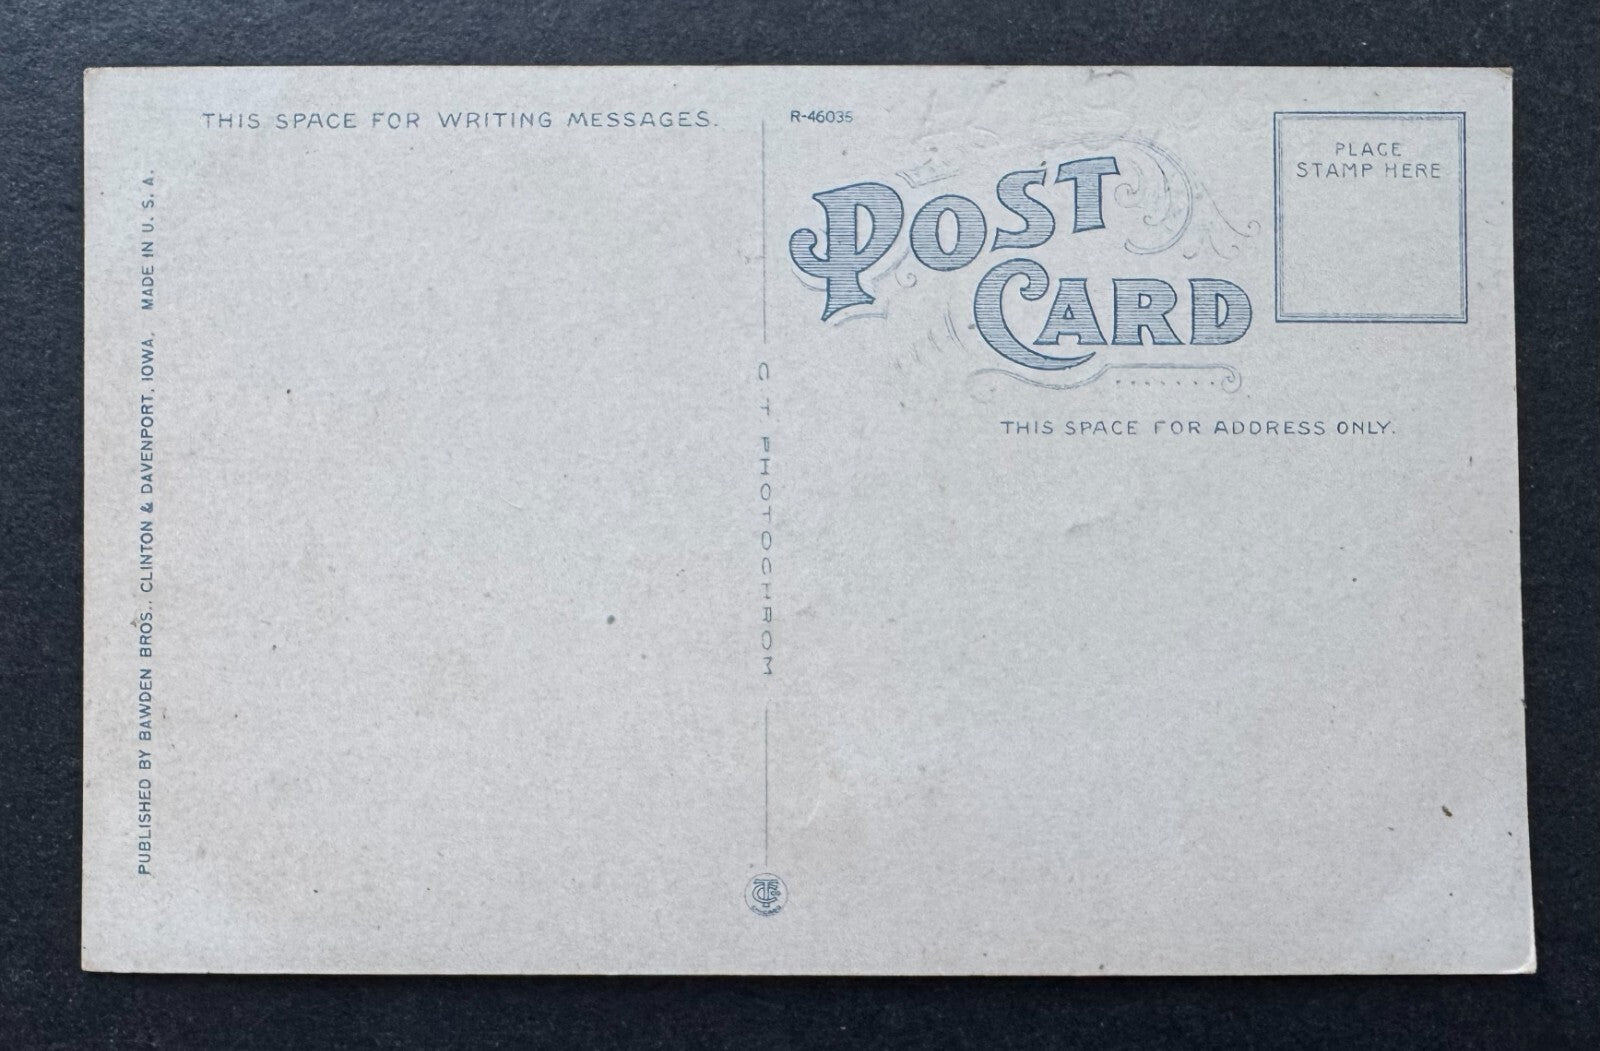 THIS SPACE FOR WRITING MESSAGES.
R-46035
PLACE
STAMP HERE
POST
CARD
THIS SPACE FOR ADDRESS ONLY.
PUBLISHED BY BAWDEN BROS., CLINTON & DAVENPORT, IOWA. MADE IN U. S. A.
C T PHOTOCHROM